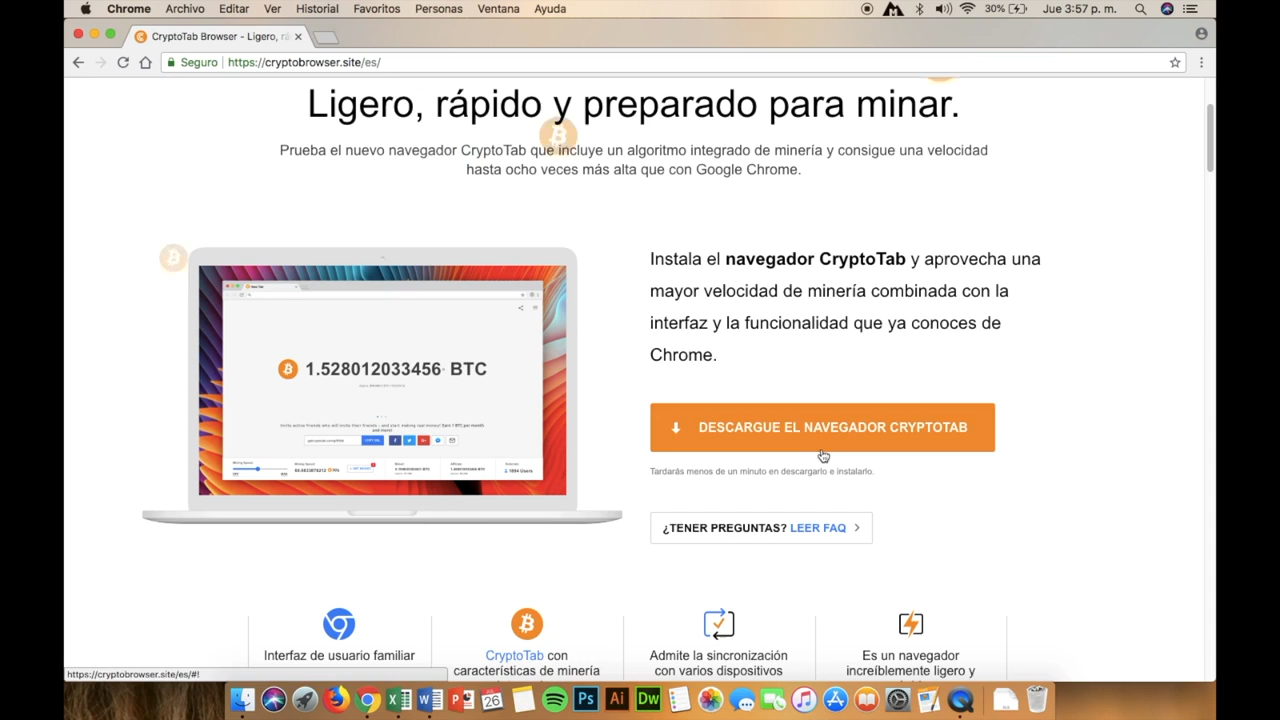 Chrome Archivo Editar Ver Historial Favoritos Personas Ventana Ayuda 30% Jue 3:57 p. m.
CryptoTab Browser - Ligero, rá
Seguro https://cryptobrowser.site/es/
Ligero, rápido y preparado para minar.
Prueba el nuevo navegador CryptoTab que incluye un algoritmo integrado de minería y consigue una velocidad
hasta ocho veces más alta que con Google Chrome.
Instala el navegador CryptoTab y aprovecha una
mayor velocidad de minería combinada con la
interfaz y la funcionalidad que ya conoces de
Chrome.
1.528012033456 BTC
DESCARGUE EL NAVEGADOR CRYPTOTAB
Tardarás menos de un minuto en descargarlo e instalarlo.
¿TENER PREGUNTAS? LEER FAQ
Interfaz de usuario familiar
CryptoTab con
características de minería
Admite la sincronización
con varios dispositivos
Es un navegador
increíblemente ligero y
https://cryptobrowser.site/es/#!
26
Ps
Ai
Dw